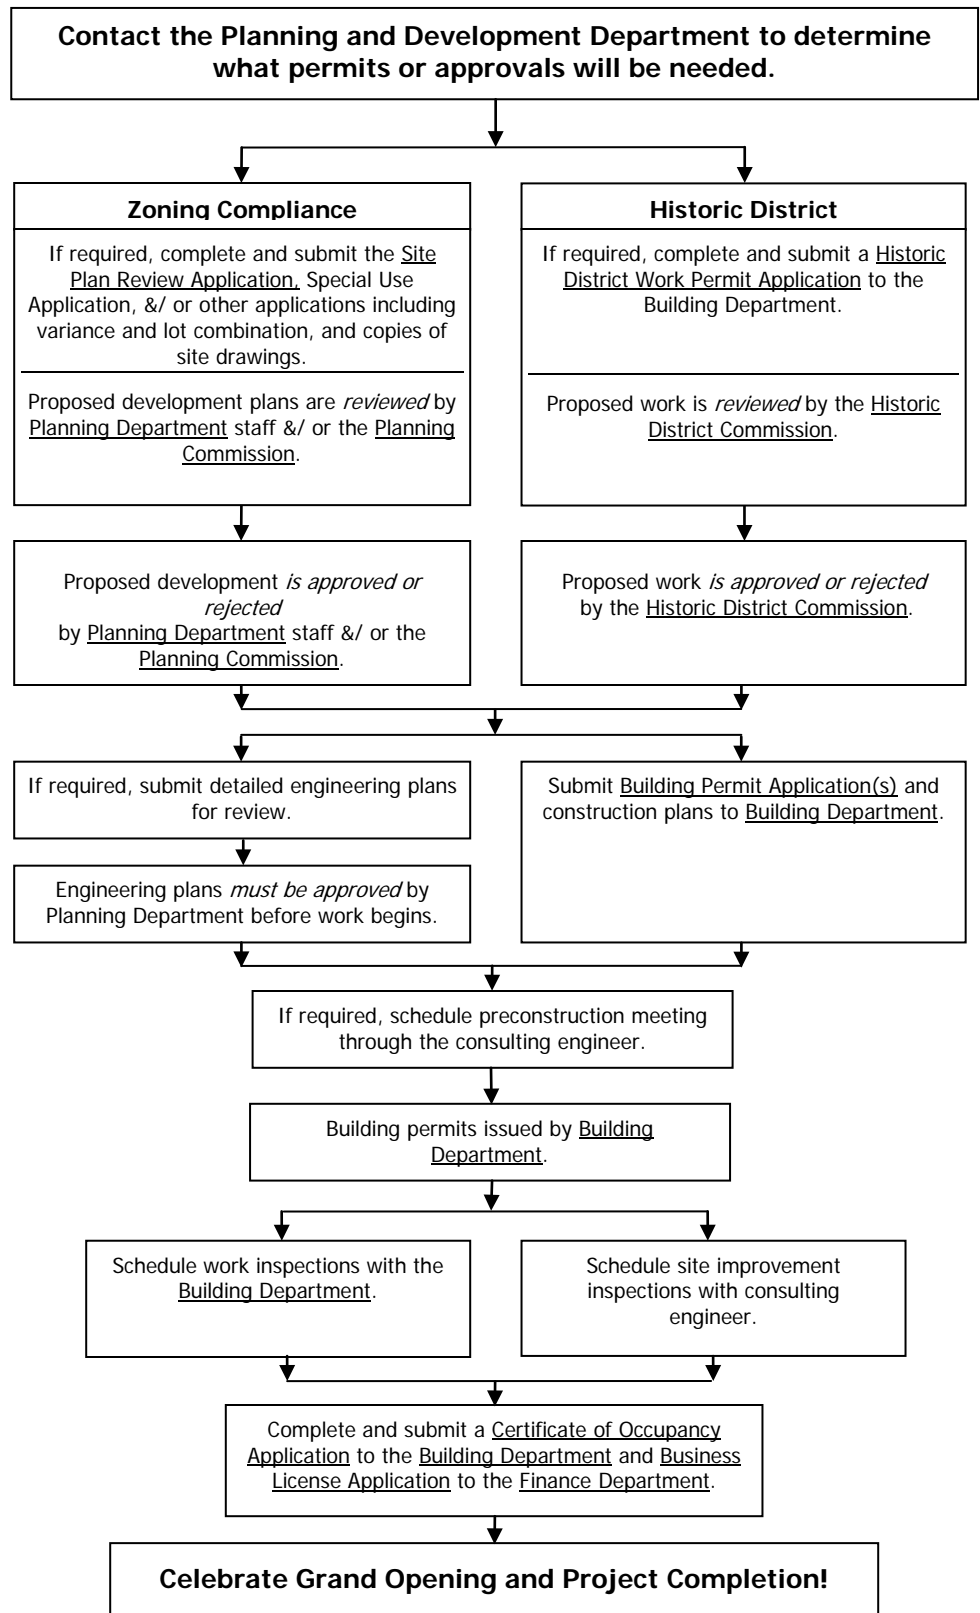 Contact the Planning and Development Department to determine
what permits or approvals will be needed.
Zoning Compliance
If required, complete and submit the Site
Plan Review Application, Special Use
Application, &/ or other applications including
variance and lot combination, and copies of
site drawings.
Proposed development plans are reviewed by
Planning Department staff &/ or the Planning
Commission.
Historic District
If required, complete and submit a Historic
District Work Permit Application to the
Building Department.
Proposed work is reviewed by the Historic
District Commission.
Proposed development is approved or
rejected
by Planning Department staff &/ or the
Planning Commission.
Proposed work is approved or rejected
by the Historic District Commission.
If required, submit detailed engineering plans
for review.
Engineering plans must be approved by
Planning Department before work begins.
Submit Building Permit Application(s) and
construction plans to Building Department.
If required, schedule preconstruction meeting
through the consulting engineer.
Building permits issued by Building
Department.
Schedule work inspections with the
Building Department.
Schedule site improvement
inspections with consulting
engineer.
Complete and submit a Certificate of Occupancy
Application to the Building Department and Business
License Application to the Finance Department.
Celebrate Grand Opening and Project Completion!